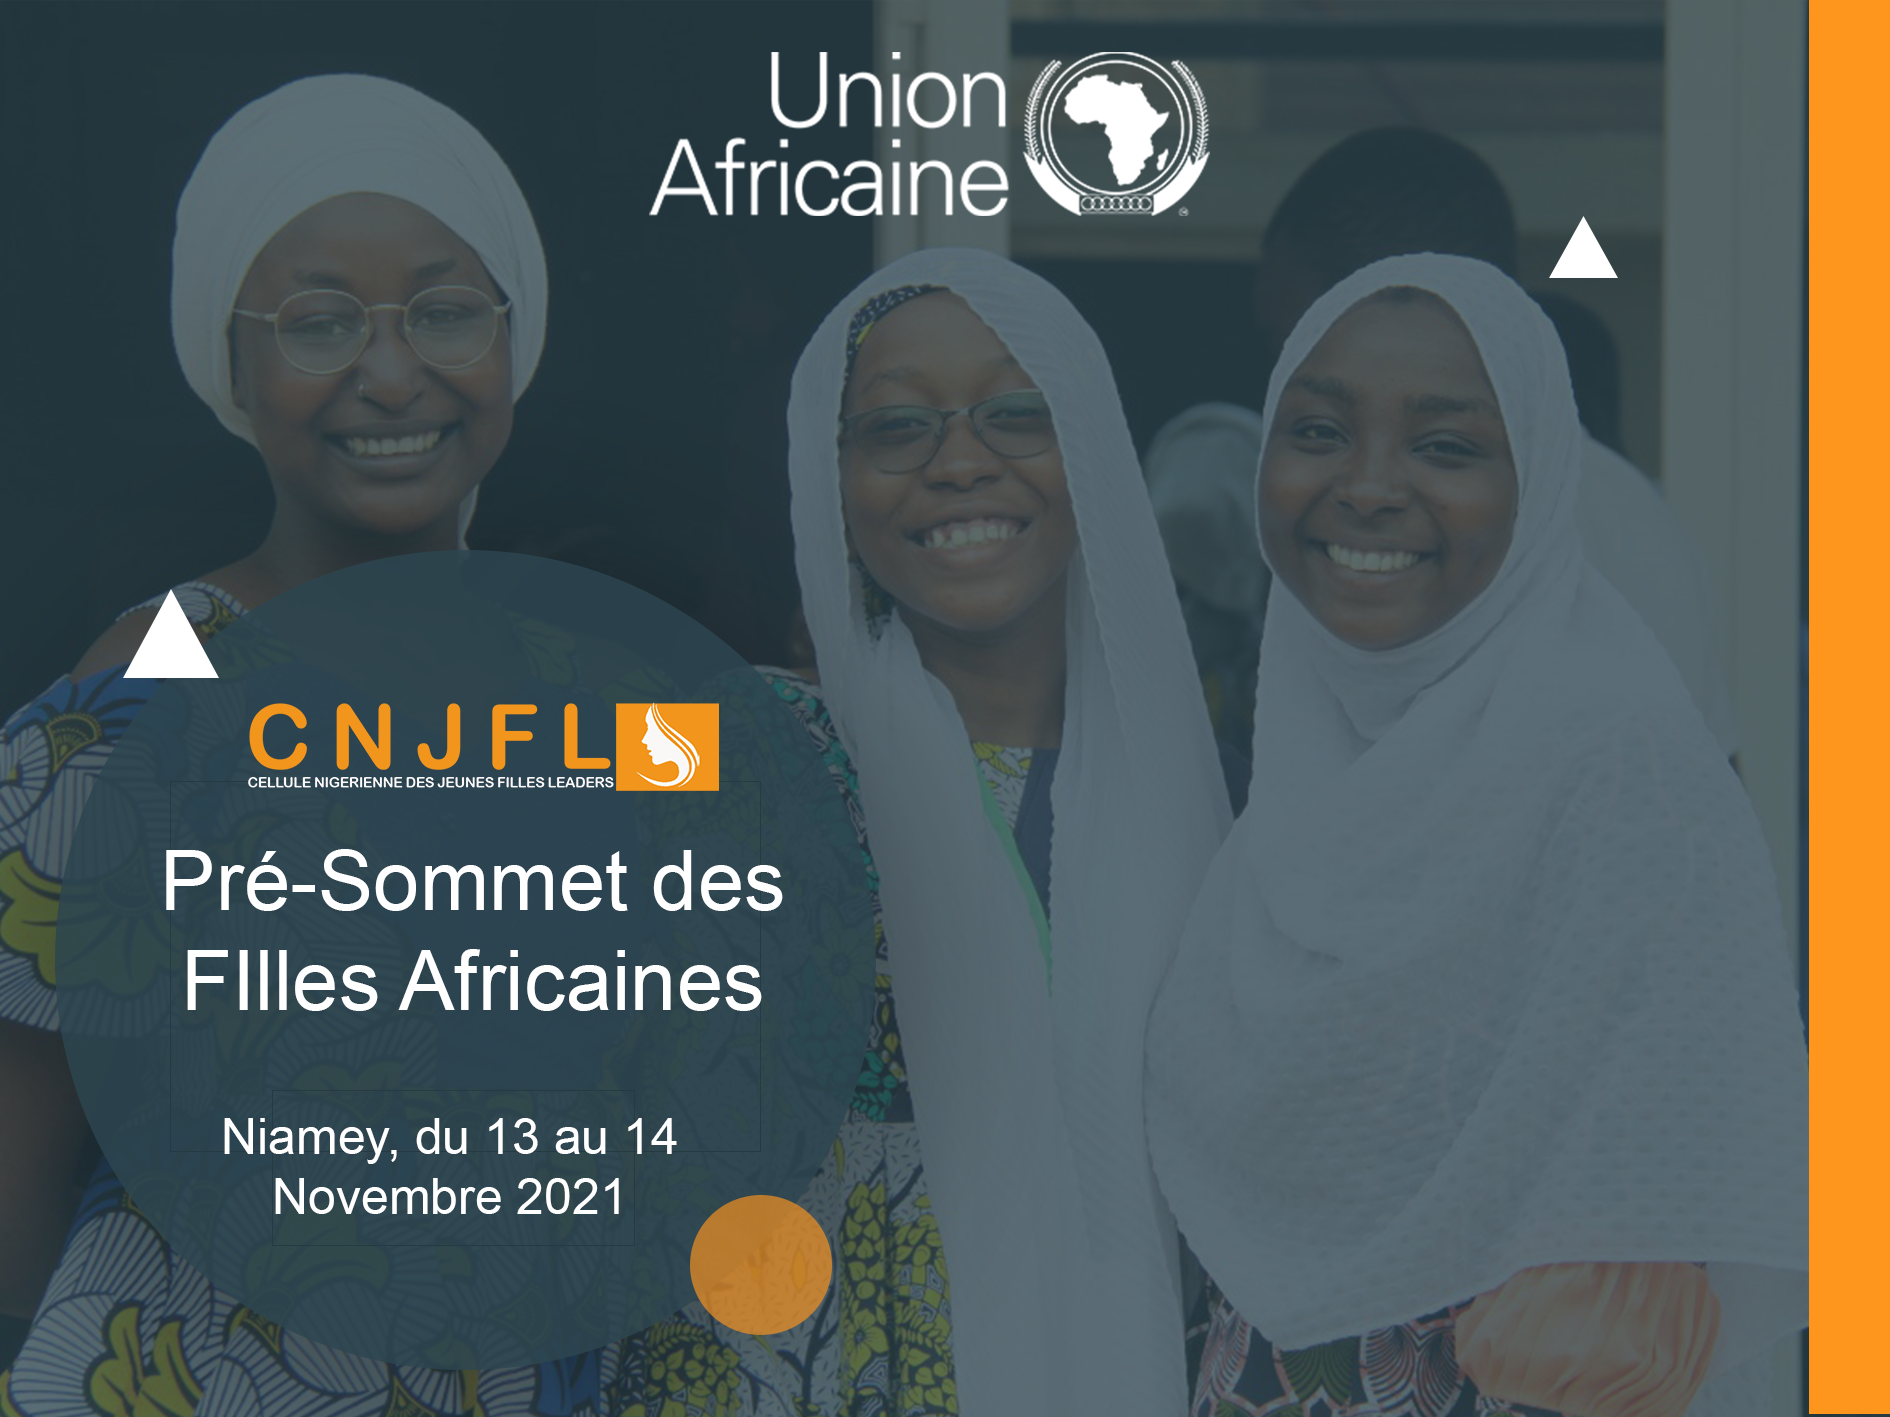 Union
Africaine
CNJFL
CELLULE NIGERIENNE DES JEUNES FILLES LEADERS
Pré-Sommet des
FIlles Africaines
Niamey, du 13 au 14
Novembre 2021